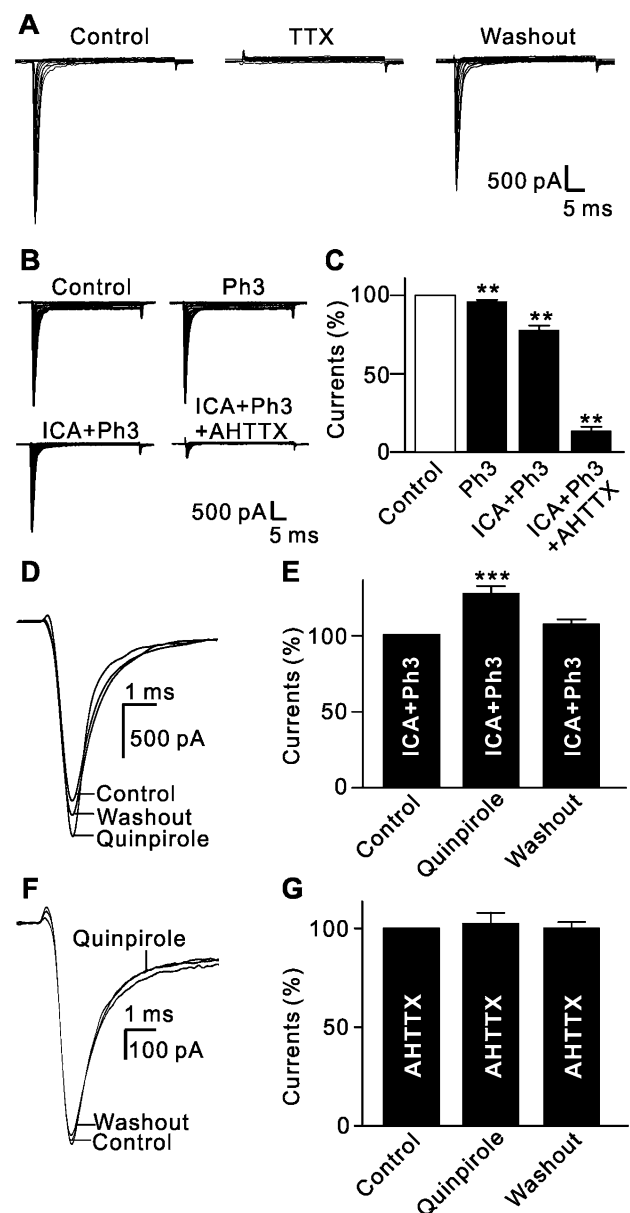 A
Control
TTX
Washout
500 pA
5 ms
B
Control
Ph3
ICA+Ph3
ICA+Ph3
+AHTTX
500 pA
5 ms
C
Currents (%)
100
50
0
**
**
**
Control
Ph3
ICA+Ph3
ICA+Ph3
+AHTTX
D
1 ms
500 pA
Control
Washout
Quinpirole
E
Currents (%)
100
50
0
***
ICA+Ph3
ICA+Ph3
ICA+Ph3
Control
Quinpirole
Washout
F
Quinpirole
1 ms
100 pA
Washout
Control
G
Currents (%)
100
50
0
AHTTX
AHTTX
AHTTX
Control
Quinpirole
Washout